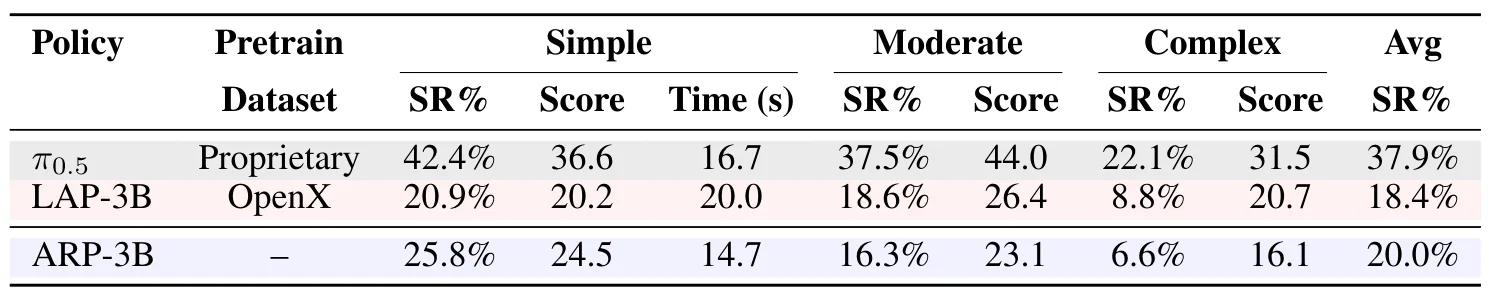 Policy Pretrain Simple Moderate Complex Avg
Dataset SR% Score Time (s) SR% Score SR% Score SR%
π0.5 Proprietary 42.4% 36.6 16.7 37.5% 44.0 22.1% 31.5 37.9%
LAP-3B OpenX 20.9% 20.2 20.0 18.6% 26.4 8.8% 20.7 18.4%
ARP-3B – 25.8% 24.5 14.7 16.3% 23.1 6.6% 16.1 20.0%